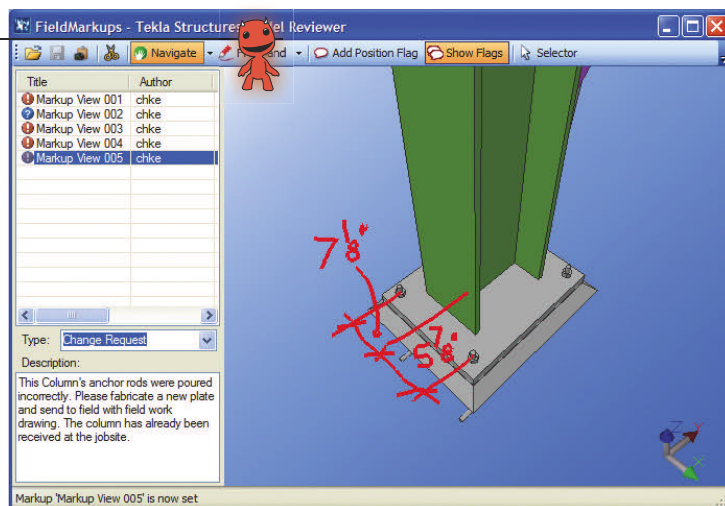 FieldMarkups - Tekla Structures Reviewer
Navigate
Add Position Flag
Show Flags
Selector
Title Author
Markup View 001 chke
Markup View 002 chke
Markup View 003 chke
Markup View 004 chke
Markup View 005 chke
7 1/8"
5 7/8"
Type: Change Request
Description:
This Column's anchor rods were poured
incorrectly. Please fabricate a new plate
and send to field with field work
drawing. The column has already been
received at the jobsite.
Z
Y
X
Markup 'Markup View 005' is now set